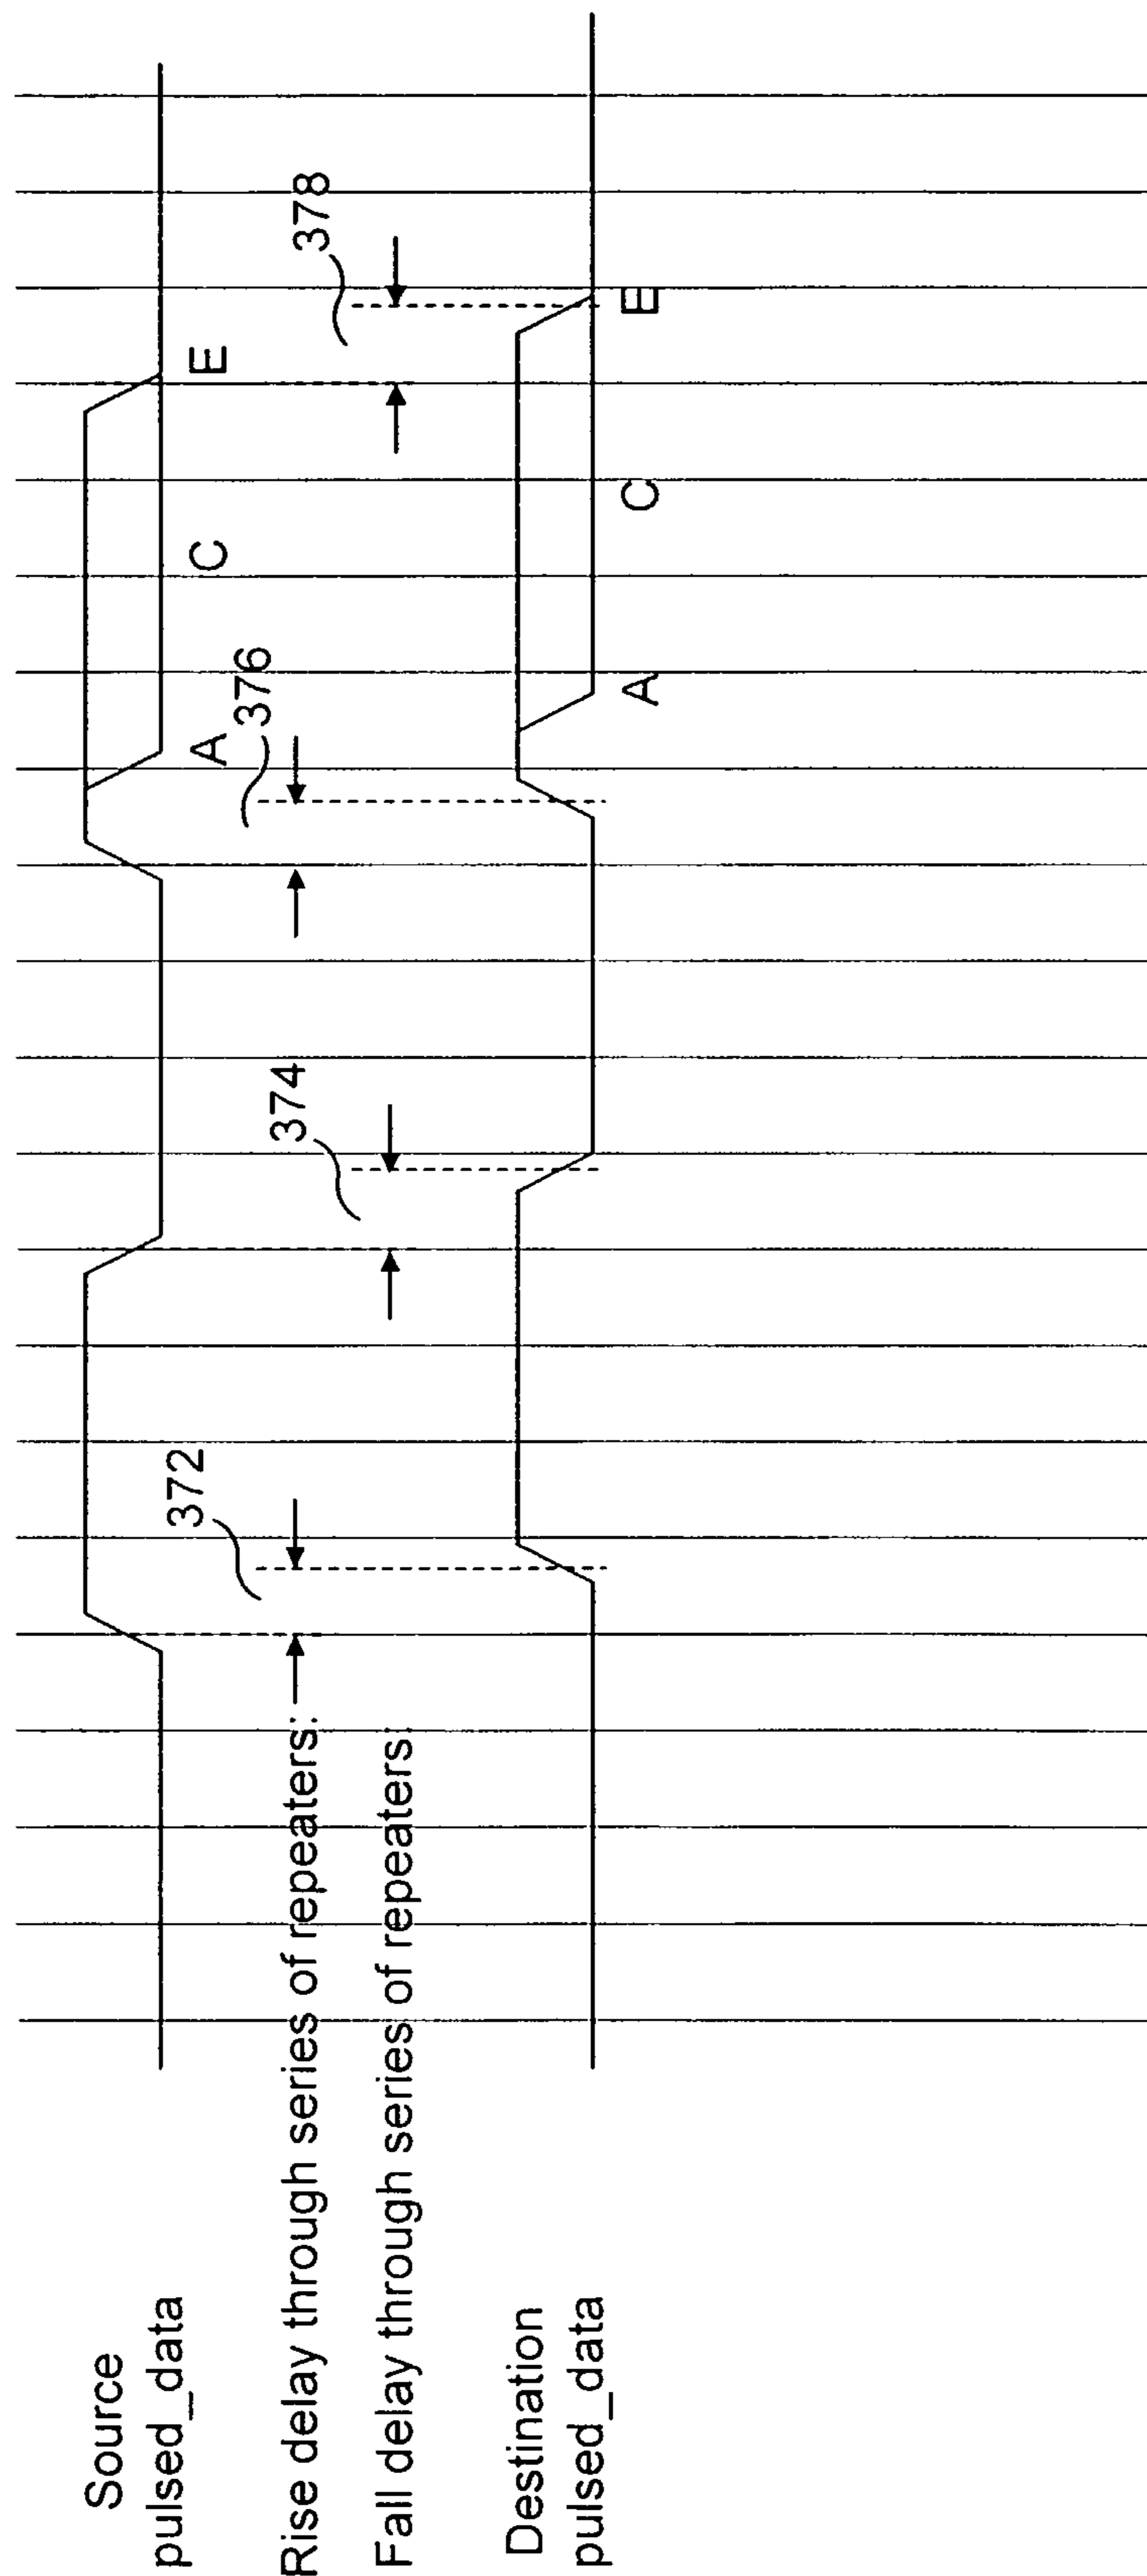 Source
pulsed_data
372
374
376
378
A
C
E
Rise delay through series of repeaters:
Fall delay through series of repeaters:
Destination
pulsed_data
A
C
E